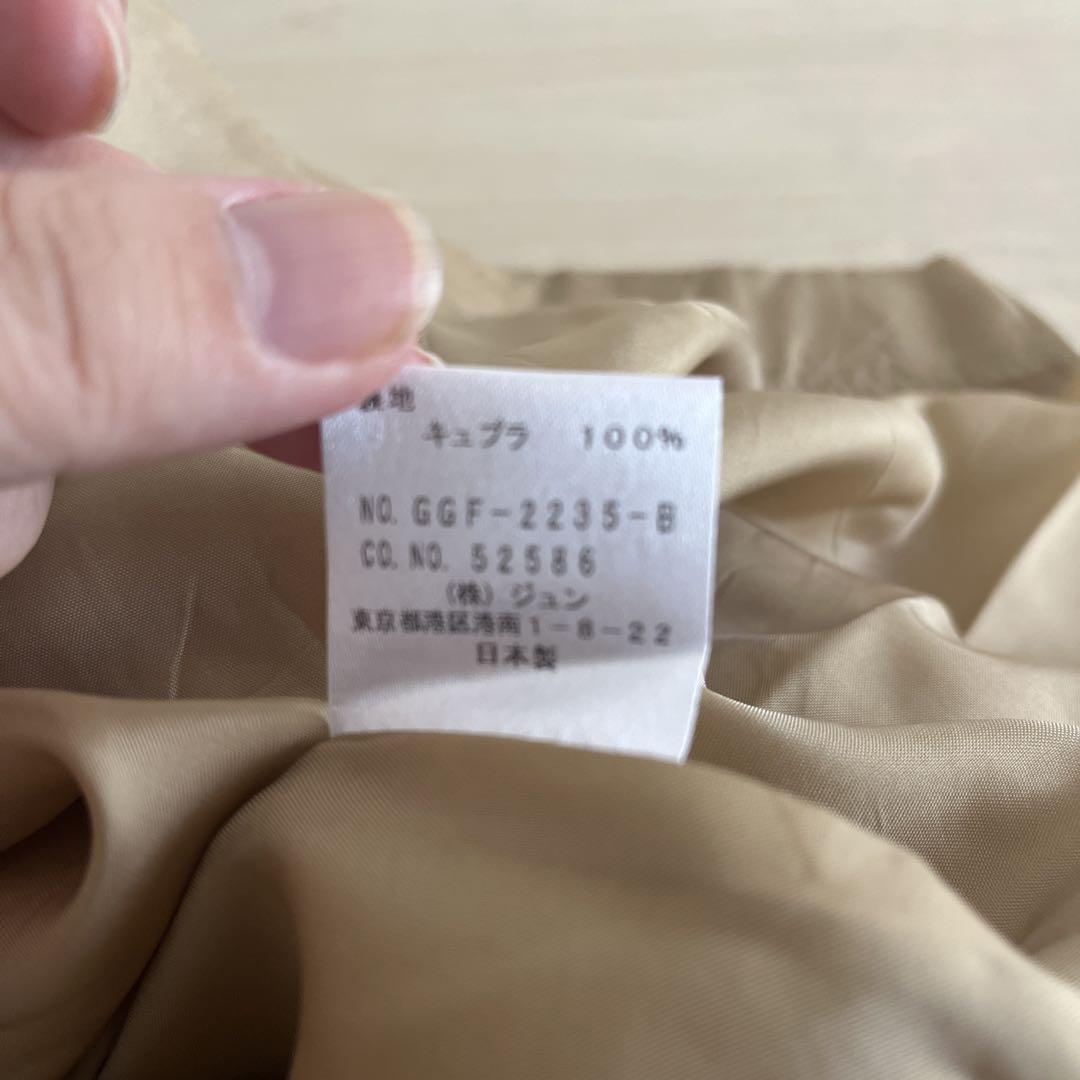 裏地
キュプラ 100%
NO. GGF-2235-B
CO. NO. 52586
(株) ジュン
東京都港区港南1-8-22
日本製